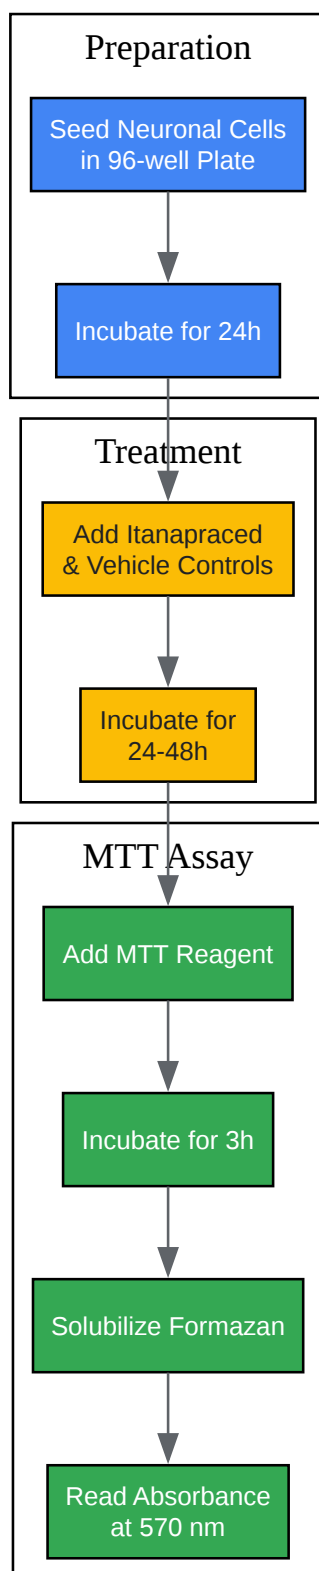 Preparation
Seed Neuronal Cells
in 96-well Plate
Incubate for 24h
Treatment
Add Itanapraced
& Vehicle Controls
Incubate for
24-48h
MTT Assay
Add MTT Reagent
Incubate for 3h
Solubilize Formazan
Read Absorbance
at 570 nm